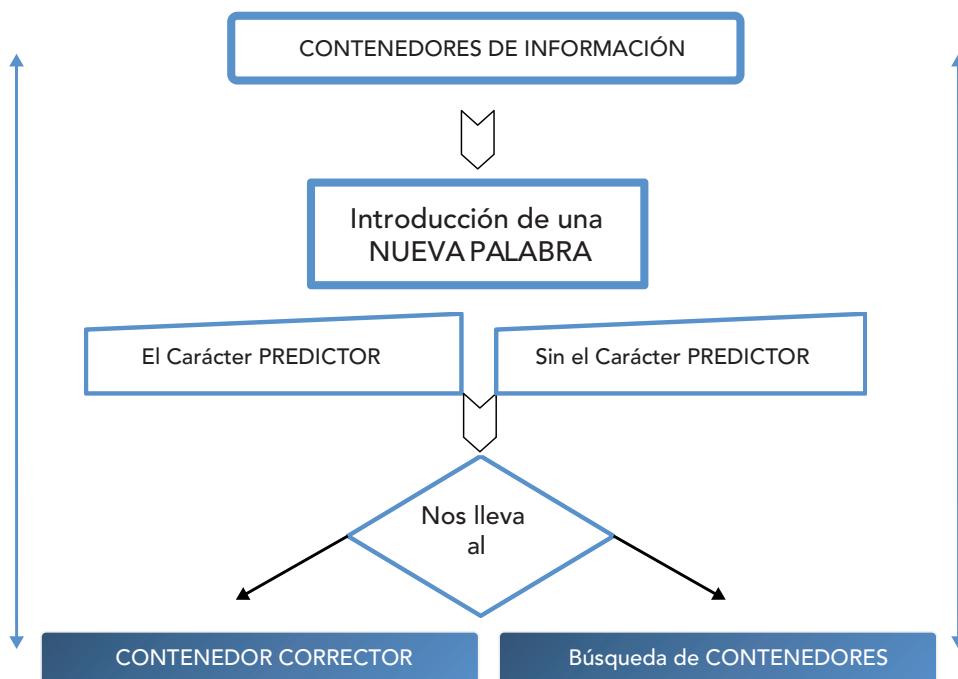 CONTENEDORES DE INFORMACIÓN
Introducción de una
NUEVA PALABRA
El Carácter PREDICTOR
Sin el Carácter PREDICTOR
Nos lleva
al
CONTENEDOR CORRECTOR
Búsqueda de CONTENEDORES